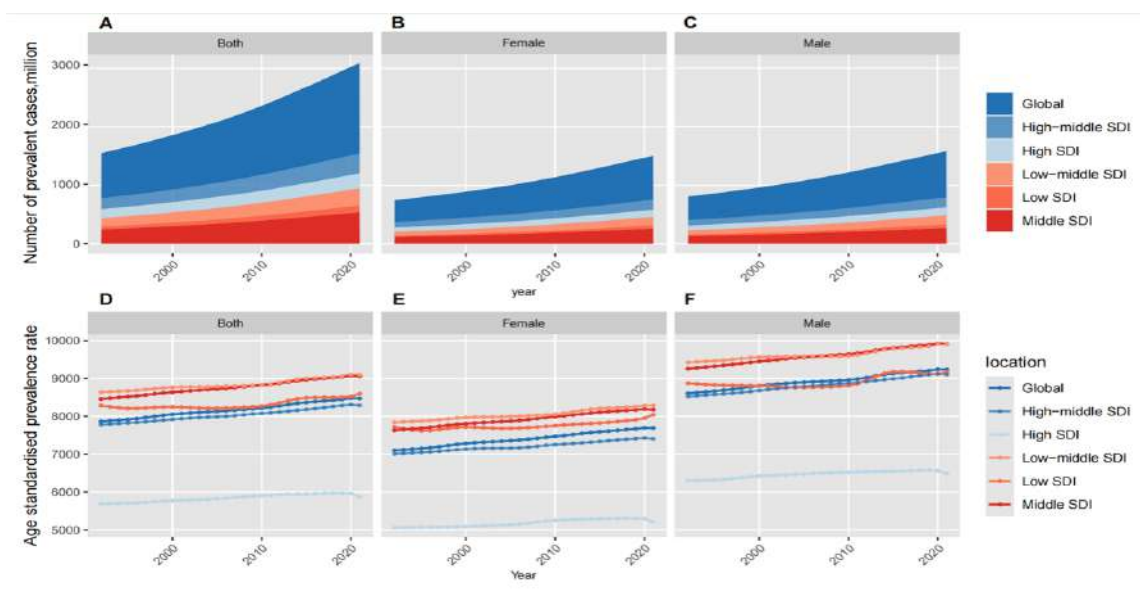 A B C
Both Female Male
Number of prevalent cases,million
3000
2000
1000
0
2000 2010 2020 2000 2010 2020 2000 2010 2020
year
Global
High-middle SDI
High SDI
Low-middle SDI
Low SDI
Middle SDI
D E F
Both Female Male
Age standardised prevalence rate
10000
9000
8000
7000
6000
5000
2000 2010 2020 2000 2010 2020 2000 2010 2020
Year
location
Global
High-middle SDI
High SDI
Low-middle SDI
Low SDI
Middle SDI